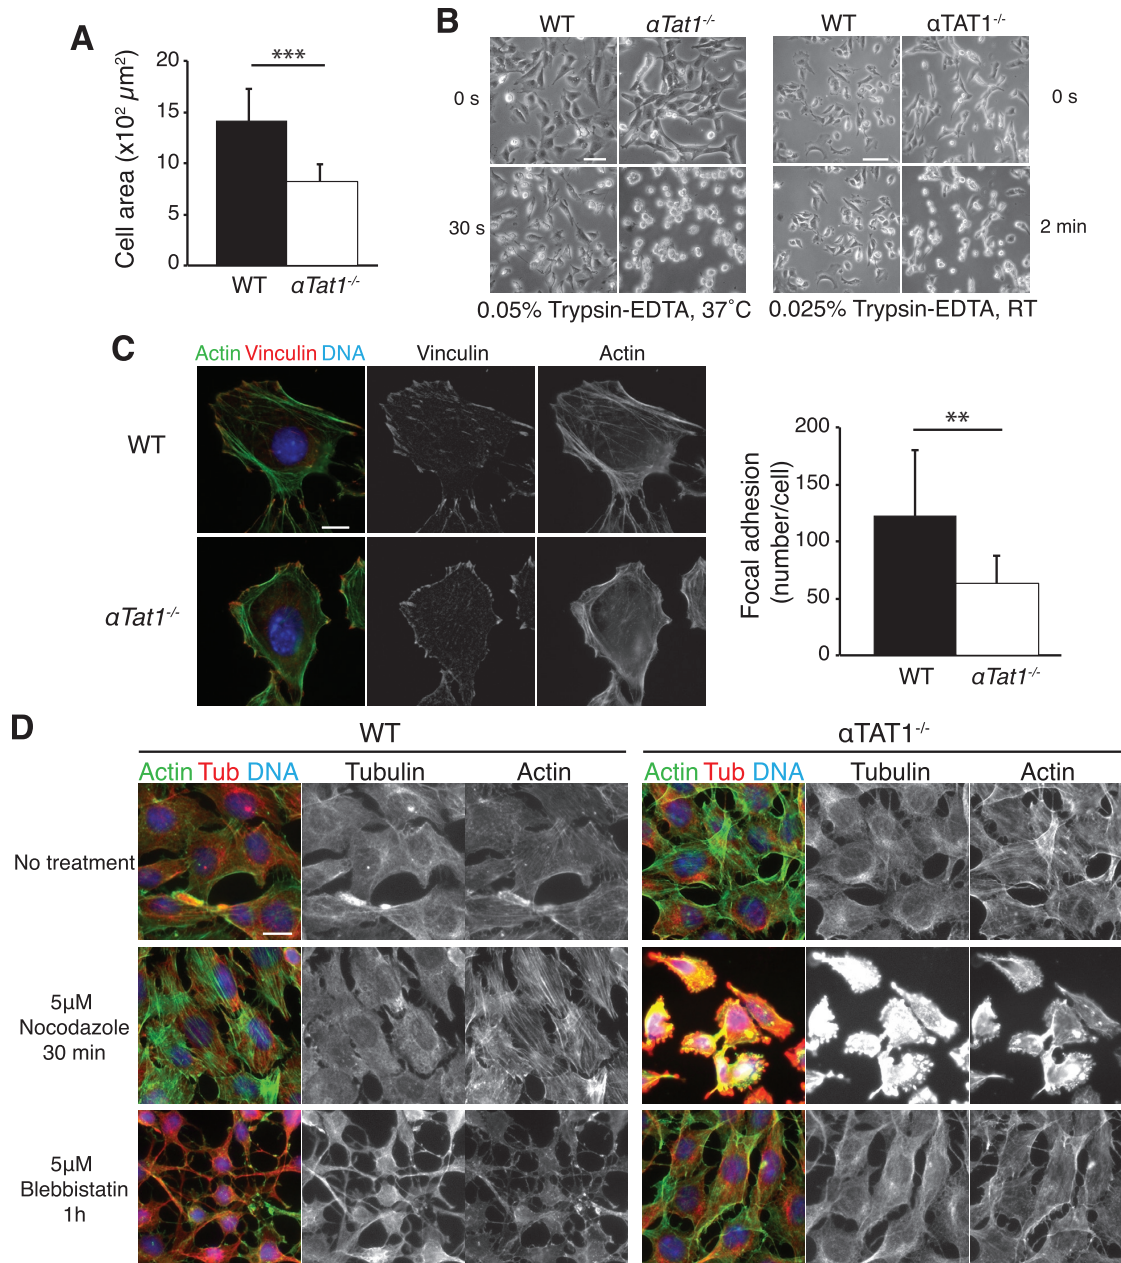 A
Cell area (x10² µm²)
20
15
10
5
0
***
WT
αTat1-/-
B
WT
αTat1-/-
WT
αTAT1-/-
0 s
0 s
30 s
2 min
0.05% Trypsin-EDTA, 37˚C
0.025% Trypsin-EDTA, RT
C
Actin Vinculin DNA
Vinculin
Actin
WT
αTat1-/-
Focal adhesion
(number/cell)
200
150
100
50
0
**
WT
αTat1-/-
D
WT
αTAT1-/-
Actin Tub DNA
Tubulin
Actin
Actin Tub DNA
Tubulin
Actin
No treatment
5µM
Nocodazole
30 min
5µM
Blebbistatin
1h